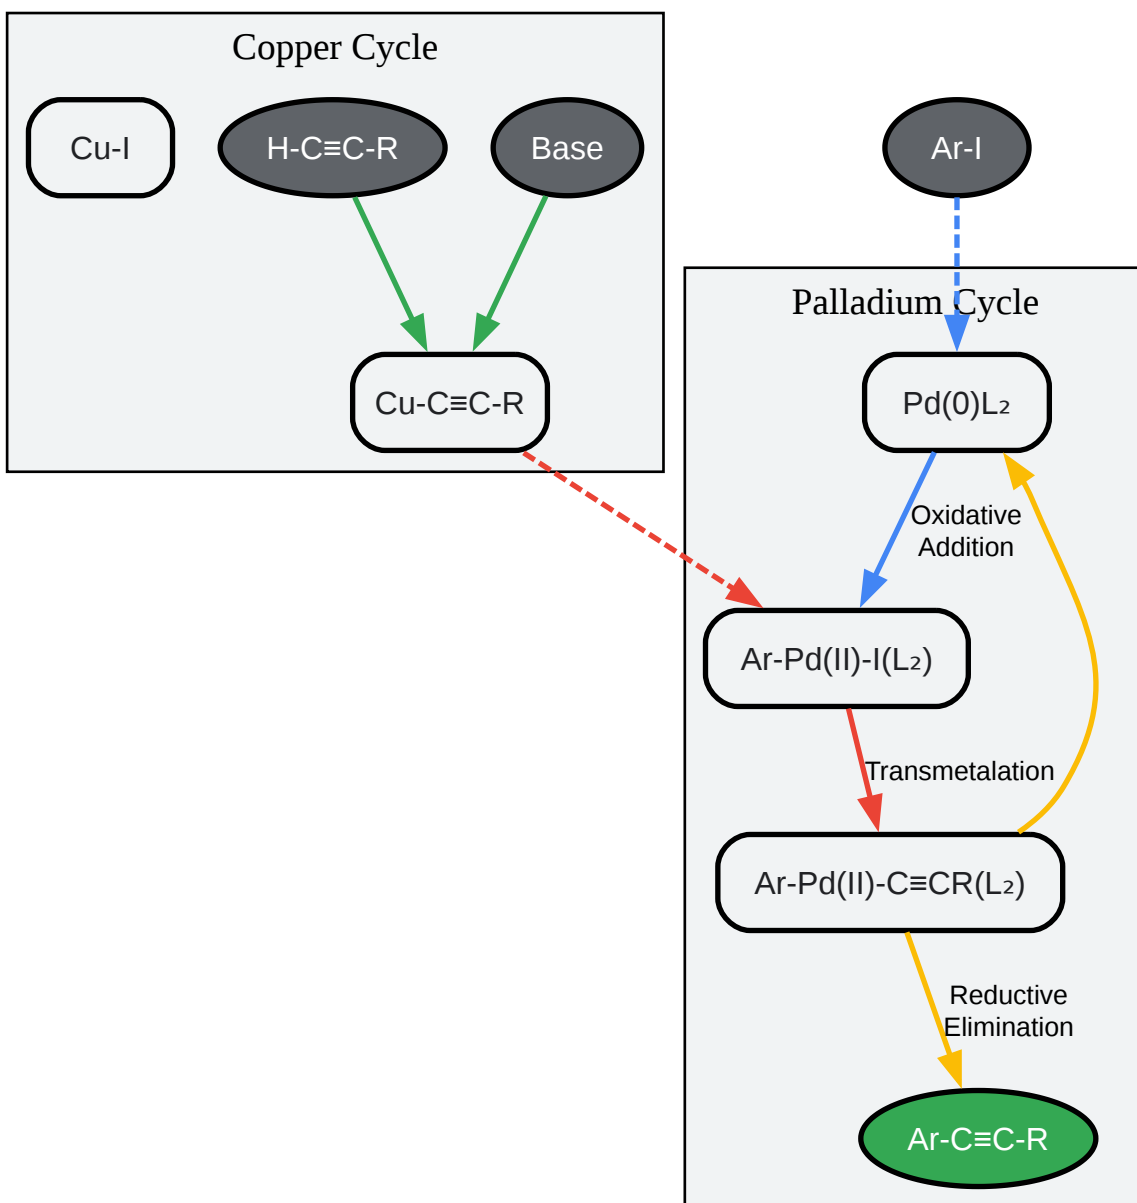 Copper Cycle
Cu-I
H-C≡C-R
Base
Ar-I
Palladium Cycle
Cu-C≡C-R
Pd(0)L₂
Oxidative
Addition
Ar-Pd(II)-I(L₂)
Transmetalation
Ar-Pd(II)-C≡CR(L₂)
Reductive
Elimination
Ar-C≡C-R